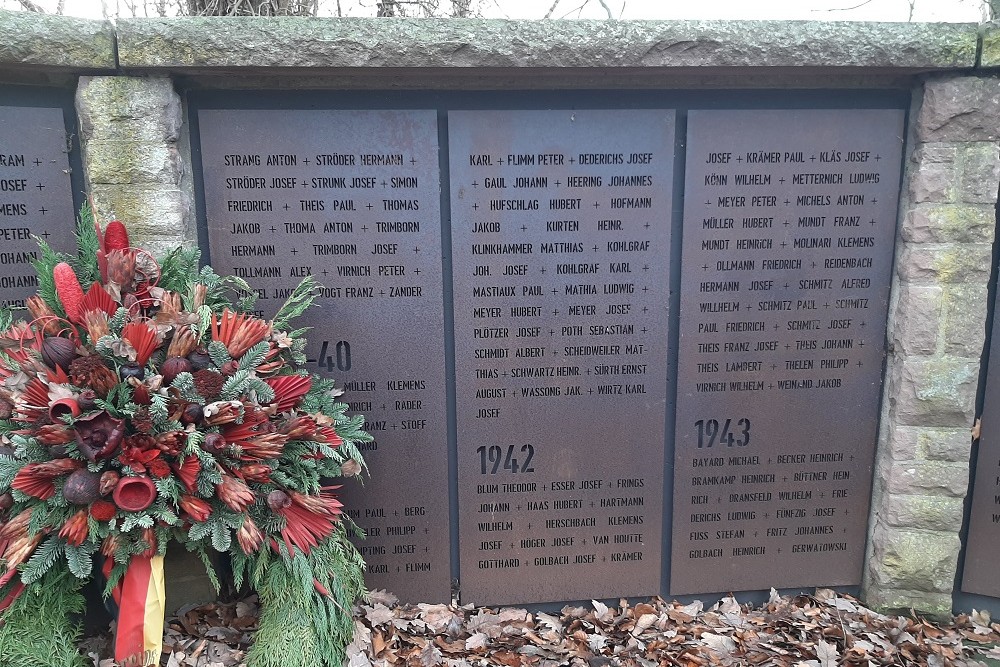 RAM +
JOSEF +
EMENS +
PETER +
STRANG ANTON + STRÖDER HERMANN +
STRÖDER JOSEF + STRUNK JOSEF + SIMON
FRIEDRICH + THEIS PAUL + THOMAS
JAKOB + THOMA ANTON + TRIMBORN
HERMANN + TRIMBORN JOSEF +
TOLLMANN ALEX + VIRNICH PETER +
JAKOB + VOGT FRANZ + ZANDER
-40
MÜLLER KLEMENS
RICH + RADER
FRANZ + STOFF
PAUL + BERG
PHILIPP +
JOSEF +
KARL + FLIMM
KARL + FLIMM PETER + DEDERICHS JOSEF
+ GAUL JOHANN + HEERING JOHANNES
+ HUFSCHLAG HUBERT + HOFMANN
JAKOB + KURTEN HEINR. +
KLINKHAMMER MATTHIAS + KOHLGRAF
JOH. JOSEF + KOHLGRAF KARL +
MASTIAUX PAUL + MATHIA LUDWIG +
MEYER HUBERT + MEYER JOSEF +
PLÖTZER JOSEF + POTH SEBASTIAN +
SCHMIDT ALBERT + SCHEIDWEILER MAT-
THIAS + SCHWARTZ HEINR. + SÜRTH ERNST
AUGUST + WASSONG JAK. + WIRTZ KARL
JOSEF
1942
BLUM THEODOR + ESSER JOSEF + FRINGS
JOHANN + HAAS HUBERT + HARTMANN
WILHELM + HERSCHBACH KLEMENS
JOSEF + HÖGER JOSEF + VAN HOUTTE
GOTTHARD + GOLBACH JOSEF + KRÄMER
JOSEF + KRÄMER PAUL + KLÄS JOSEF +
KÖNN WILHELM + METTERNICH LUDWIG
+ MEYER PETER + MICHELS ANTON +
MÜLLER HUBERT + MUNDT FRANZ +
MUNDT HEINRICH + MOLINARI KLEMENS
+ OLLMANN FRIEDRICH + REIDENBACH
HERMANN JOSEF + SCHMITZ ALFRED
WILHELM + SCHMITZ PAUL + SCHMITZ
PAUL FRIEDRICH + SCHMITZ JOSEF +
THEIS FRANZ JOSEF + THEIS JOHANN +
THEIS LAMBERT + THELEN PHILIPP +
VIRNICH WILHELM + WEINAND JAKOB
1943
BAYARD MICHAEL + BECKER HEINRICH +
BRAMKAMP HEINRICH + BÜTTNER HEIN
RICH + DRANSFELD WILHELM + FRIE
DERICHS LUDWIG + FÜNFZIG JOSEF +
FUSS STEFAN + FRITZ JOHANNES +
GOLBACH HEINRICH + GERWATOWSKI